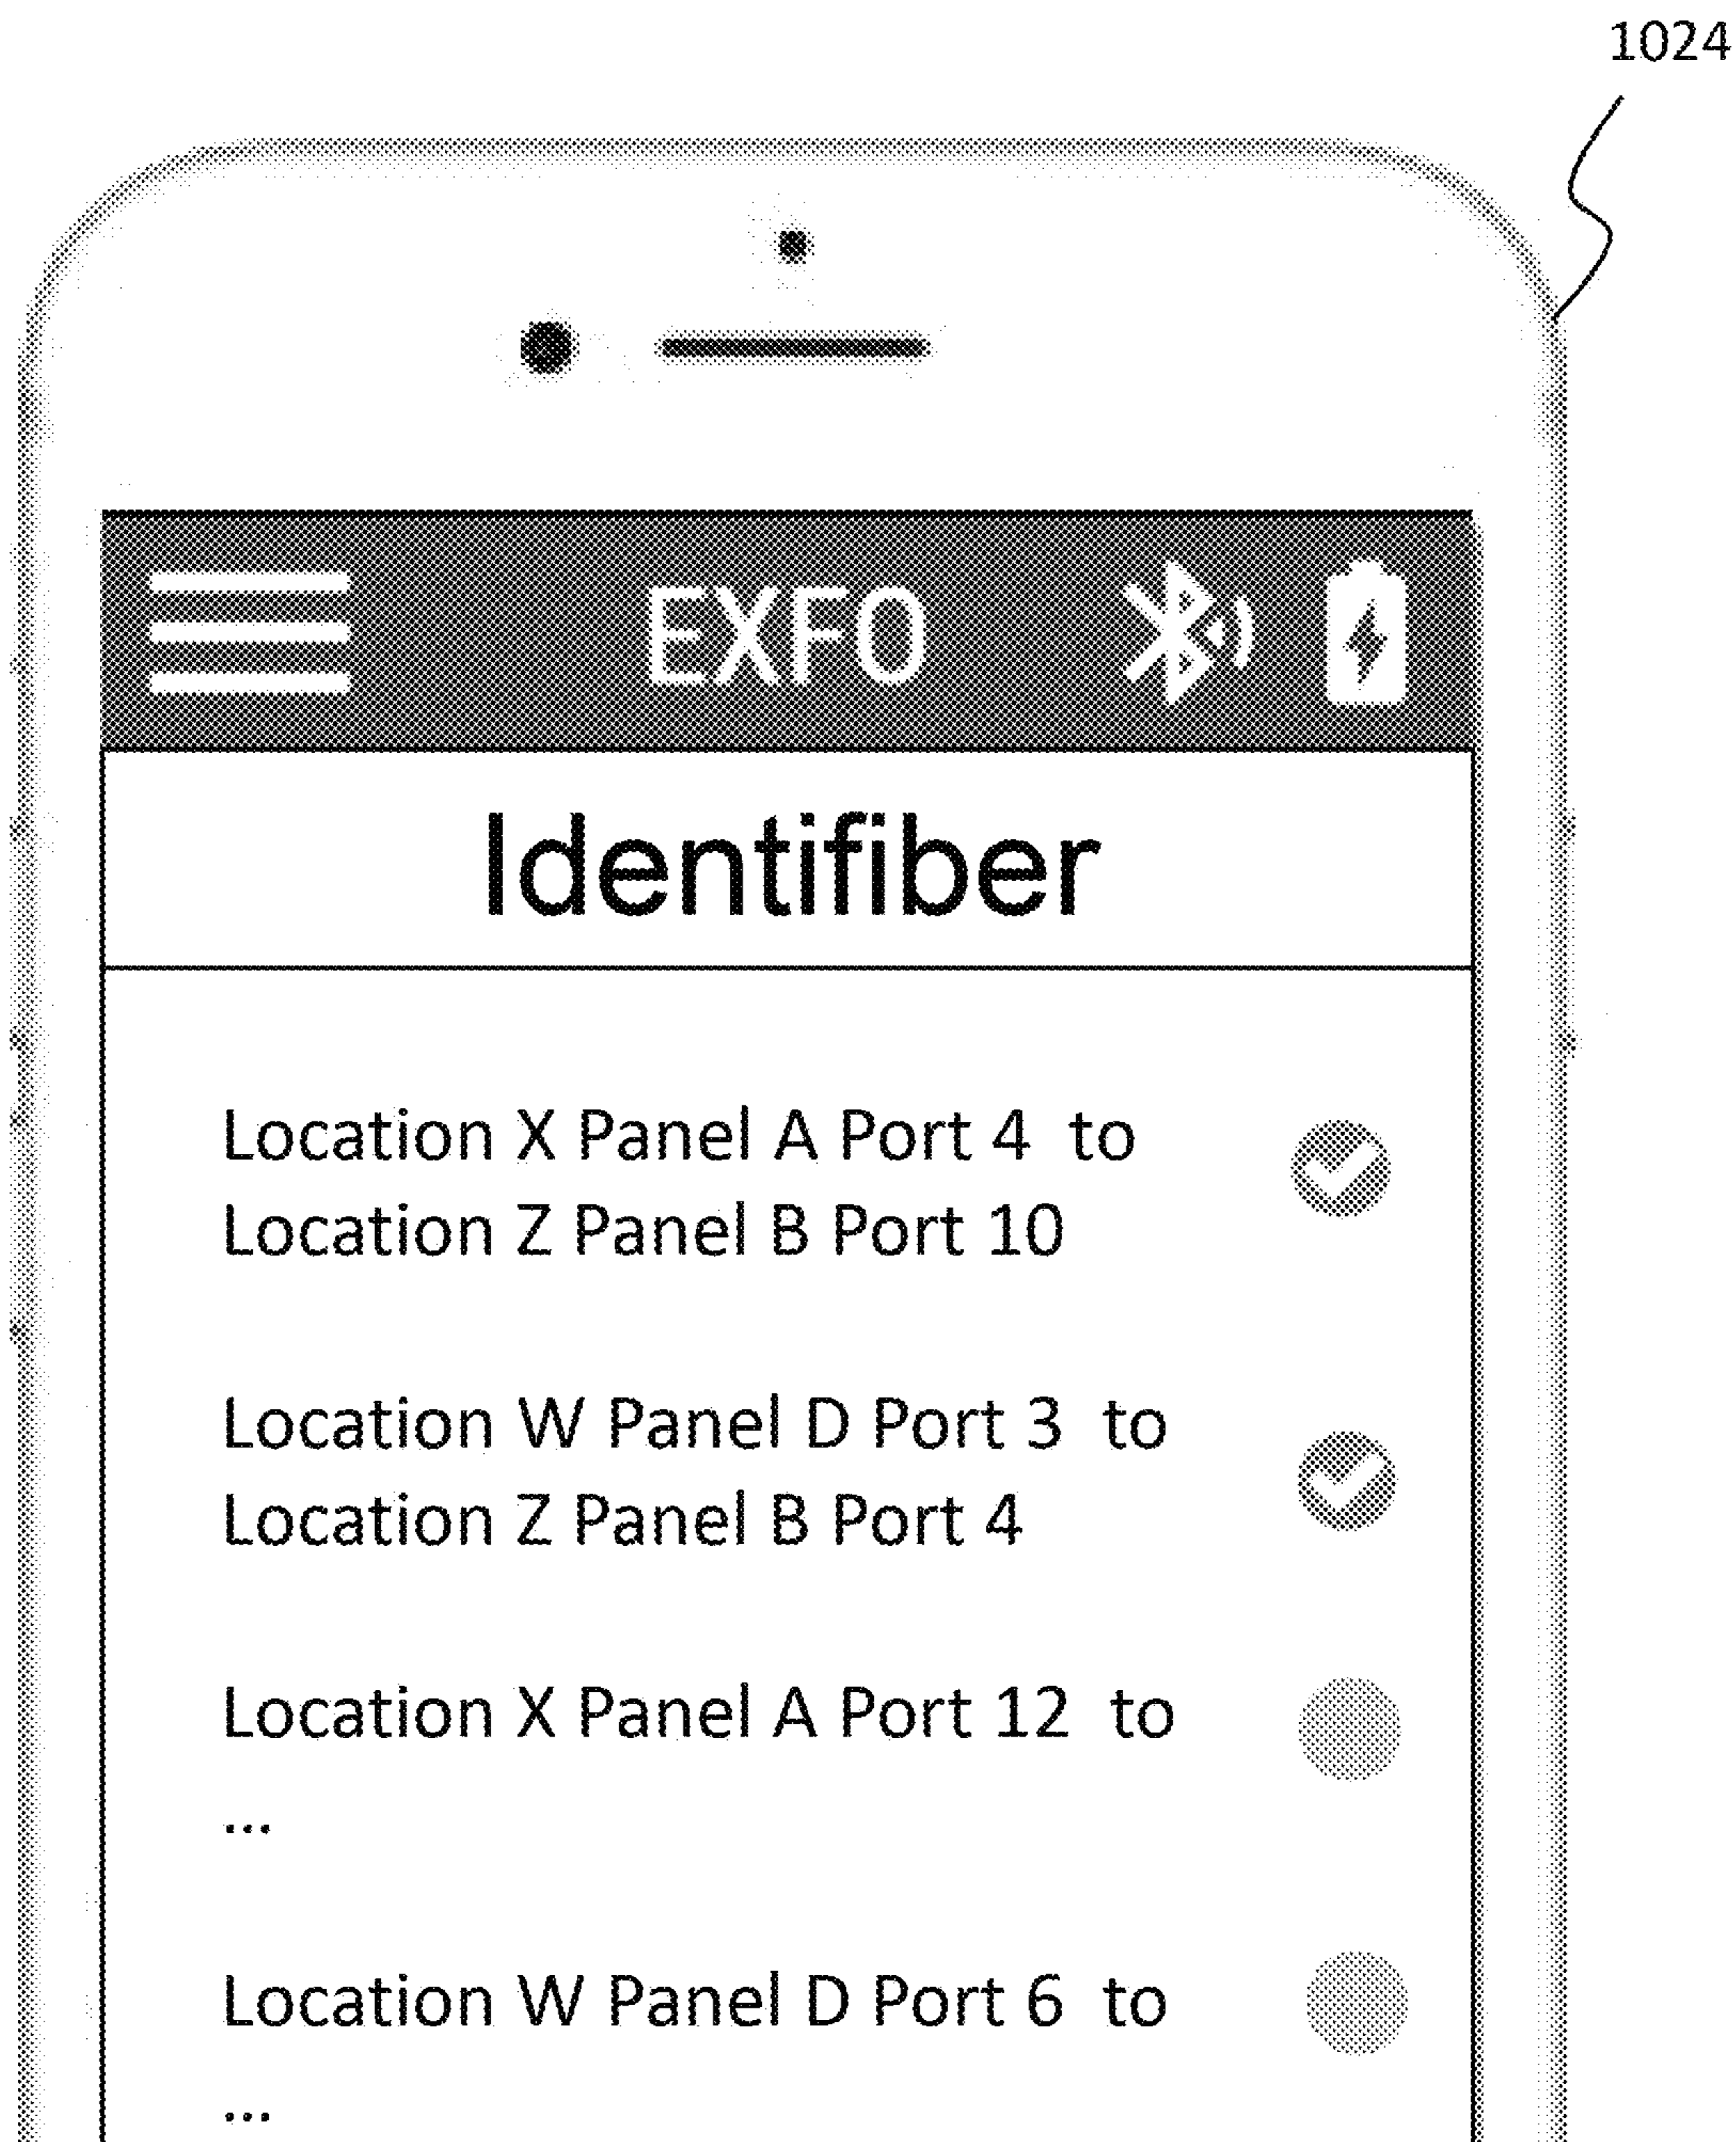 1024
EXFO
Identifiber
Location X Panel A Port 4 to
Location Z Panel B Port 10
Location W Panel D Port 3 to
Location Z Panel B Port 4
Location X Panel A Port 12 to
...
Location W Panel D Port 6 to
...